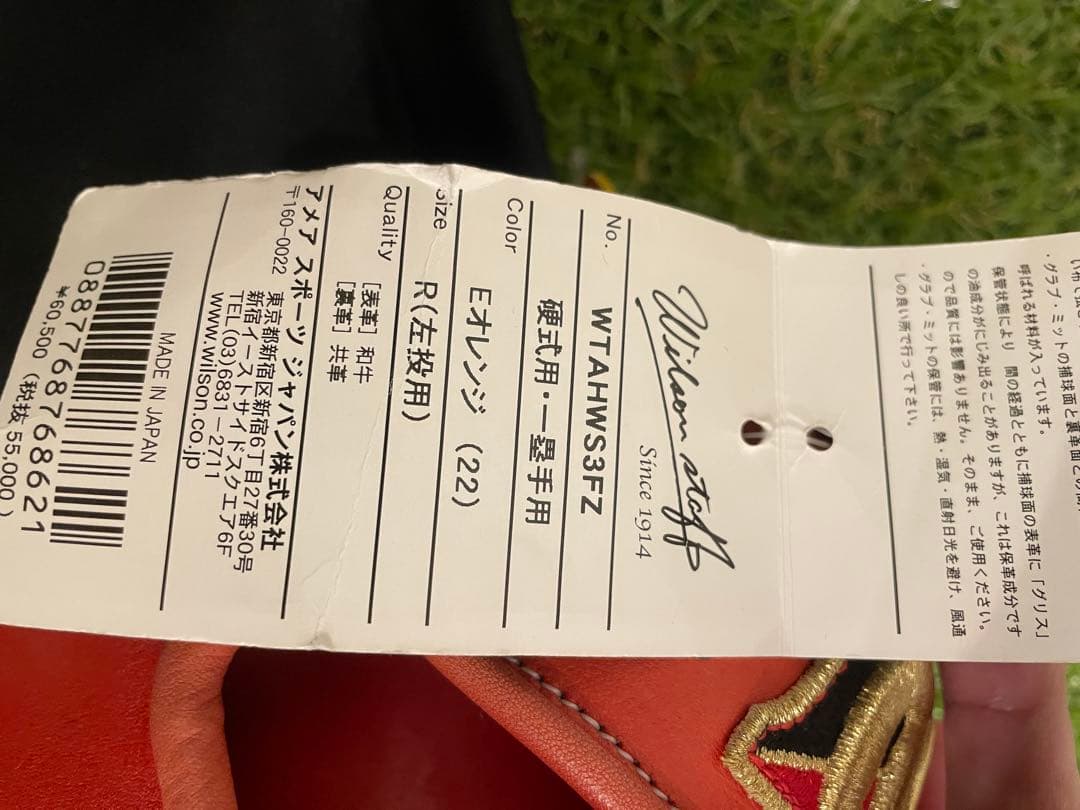 ・グラブ・ミットの捕球面と裏革
呼ばれる材料が入っています。
保管状態により 間の経過とともに捕球面の表革に「グリス」
の油成分がにじみ出ることがありますが、これは保革成分です
ので品質には影響ありません。そのまま、ご使用ください。
・グラブ・ミットの保管には、熱・湿気・直射日光を避け、風通
しの良い所で行って下さい。
Wilson staff
Since 1914
No. WTAHWS3FZ
硬式用・一塁手用
Color Eオレンジ (22)
Size R(左投用)
Quality [表革] 和牛
[裏革] 共革
アメア スポーツ ジャパン株式会社
〒160-0022 東京都新宿区新宿6丁目27番30号
新宿イーストサイドスクエア6F
TEL (03)6831-2711
www.wilson.co.jp
MADE IN JAPAN
0887768768621
¥60,500 (税抜 55,000)